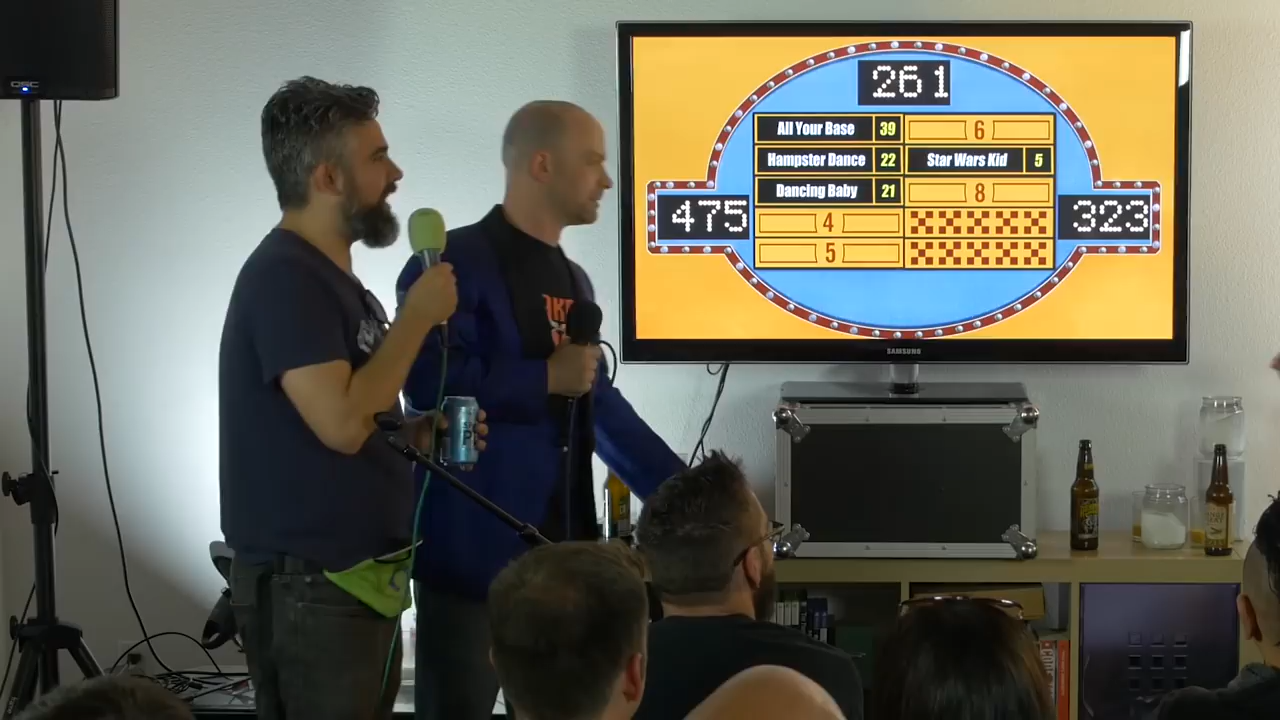 QSC
261
All Your Base 39
6
Hampster Dance 22
Star Wars Kid 5
Dancing Baby 21
8
4
5
475
323
SAMSUNG